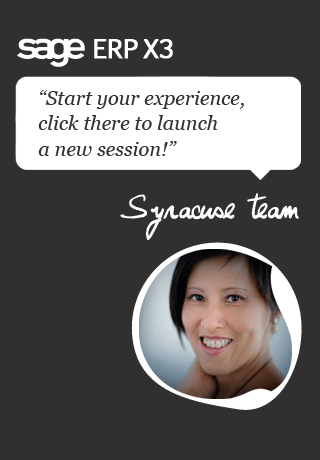 sage ERP X3
“Start your experience,
click there to launch
a new session!”
Syracuse team